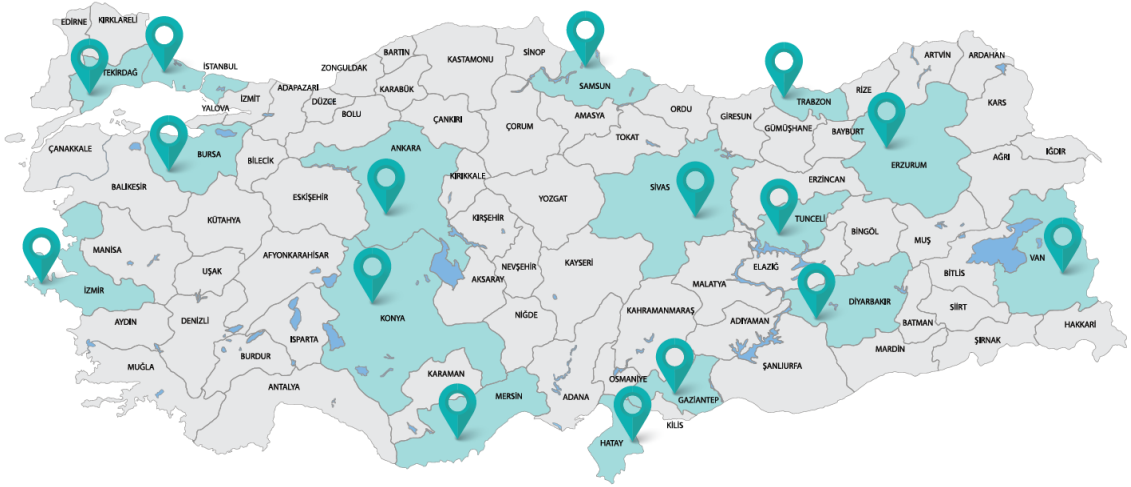 EDİRNE
KIRKLARELİ
TEKİRDAĞ
İSTANBUL
YALOVA
İZMİT
ADAPAZARI
DÜZCE
ZONGULDAK
BARTIN
KARABÜK
BOLU
KASTAMONU
SİNOP
SAMSUN
ÇANKIRI
ÇORUM
AMASYA
TOKAT
ORDU
GİRESUN
TRABZON
GÜMÜŞHANE
BAYBURT
RİZE
ARTVİN
ARDAHAN
KARS
ERZURUM
AĞRI
IĞDIR
ÇANAKKALE
BURSA
BİLECİK
BALIKESİR
ESKİŞEHİR
ANKARA
KIRIKKALE
KIRŞEHİR
YOZGAT
SİVAS
ERZİNCAN
TUNCELİ
BİNGÖL
MUŞ
VAN
BİTLİS
KÜTAHYA
MANİSA
UŞAK
AFYONKARAHİSAR
AKSARAY
NEVŞEHİR
KAYSERİ
MALATYA
ELAZIĞ
DİYARBAKIR
SİİRT
BATMAN
HAKKARİ
ŞIRNAK
MARDİN
İZMİR
AYDIN
DENİZLİ
BURDUR
ISPARTA
KONYA
NİĞDE
KAHRAMANMARAŞ
ADIYAMAN
ŞANLIURFA
MUĞLA
ANTALYA
KARAMAN
MERSİN
ADANA
OSMANİYE
GAZİANTEP
KİLİS
HATAY